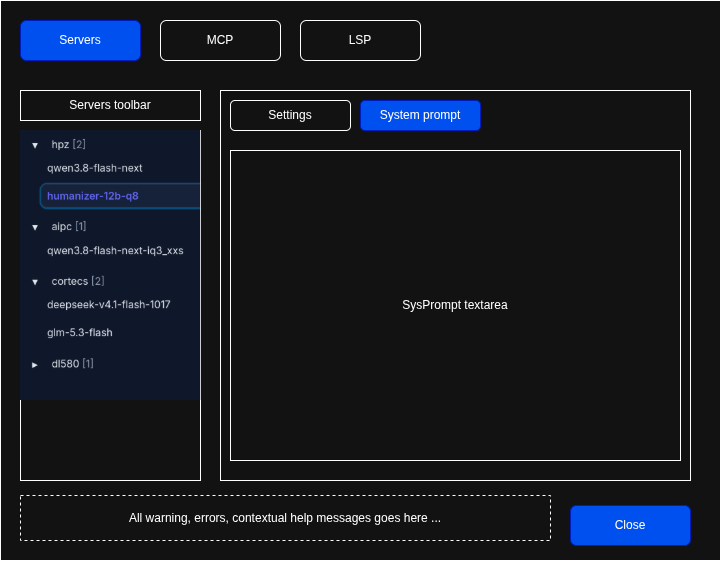 Servers
MCP
LSP
Servers toolbar
▼ hpz [2]
qwen3.8-flash-next
humanizer-12b-q8
▼ aipc [1]
qwen3.8-flash-next-iq3_xxs
▼ cortecs [2]
deepseek-v4.1-flash-1017
glm-5.3-flash
► dl580 [1]
Settings
System prompt
SysPrompt textarea
All warning, errors, contextual help messages goes here ...
Close